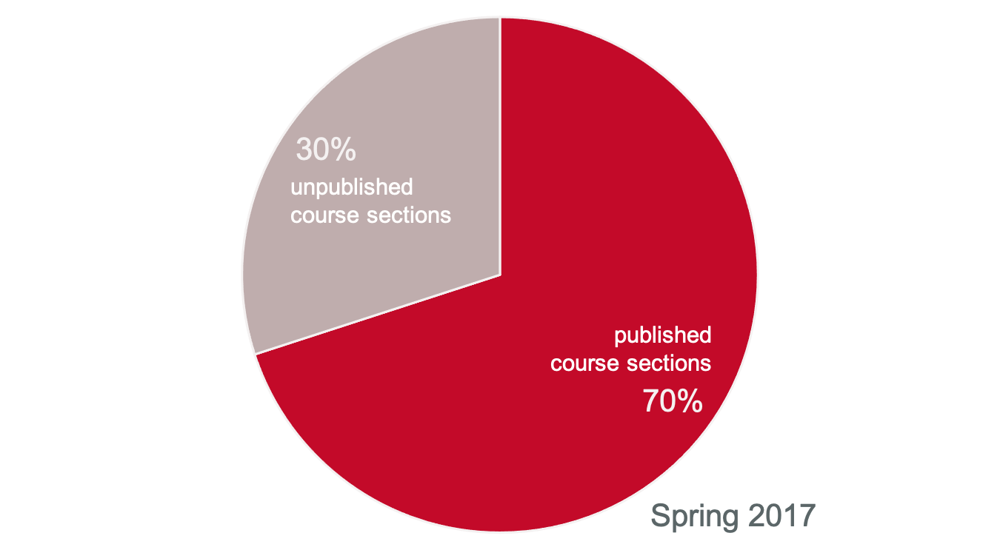 30%
unpublished
course sections
published
course sections
70%
Spring 2017